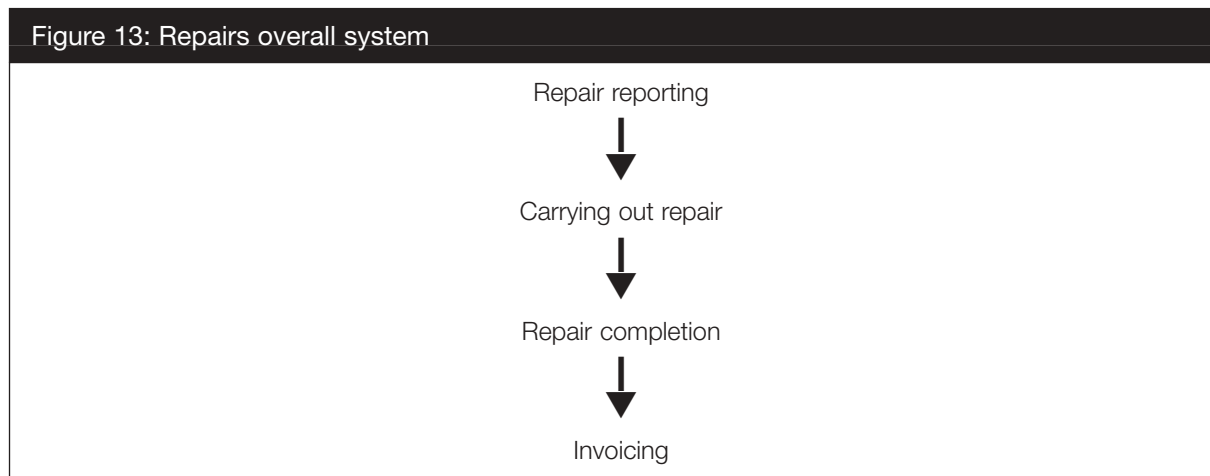 Figure 13: Repairs overall system
Repair reporting
Carrying out repair
Repair completion
Invoicing